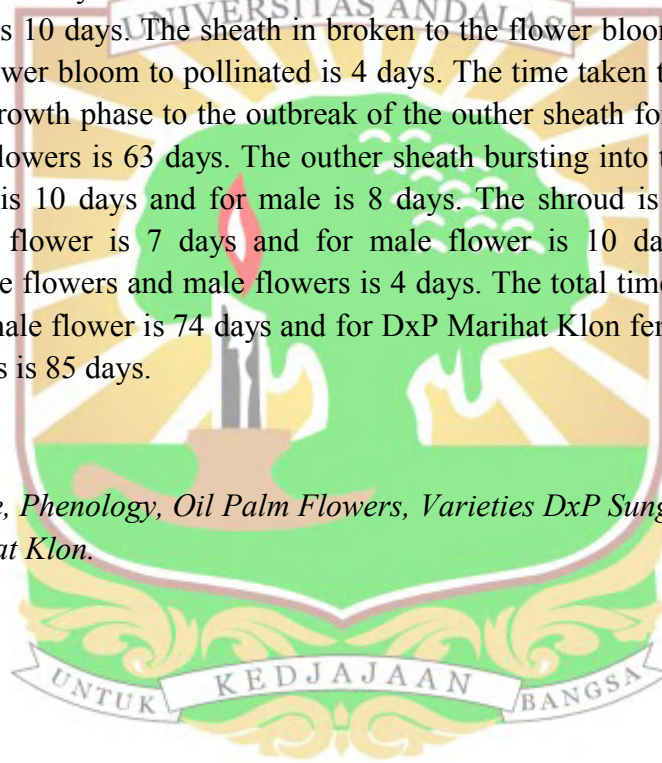 UNIVERSITAS ANDALAS
s 10 days. The sheath in broken to the flower bloom
wer bloom to pollinated is 4 days. The time taken t
rowth phase to the outbreak of the outher sheath fo
lowers is 63 days. The outher sheath bursting into t
is 10 days and for male is 8 days. The shroud is
flower is 7 days and for male flower is 10 da
e flowers and male flowers is 4 days. The total time
nale flower is 74 days and for DxP Marihat Klon fer
s is 85 days.
e, Phenology, Oil Palm Flowers, Varieties DxP Sung
at Klon.
UNTUK KEDJAJAAN BANGSA